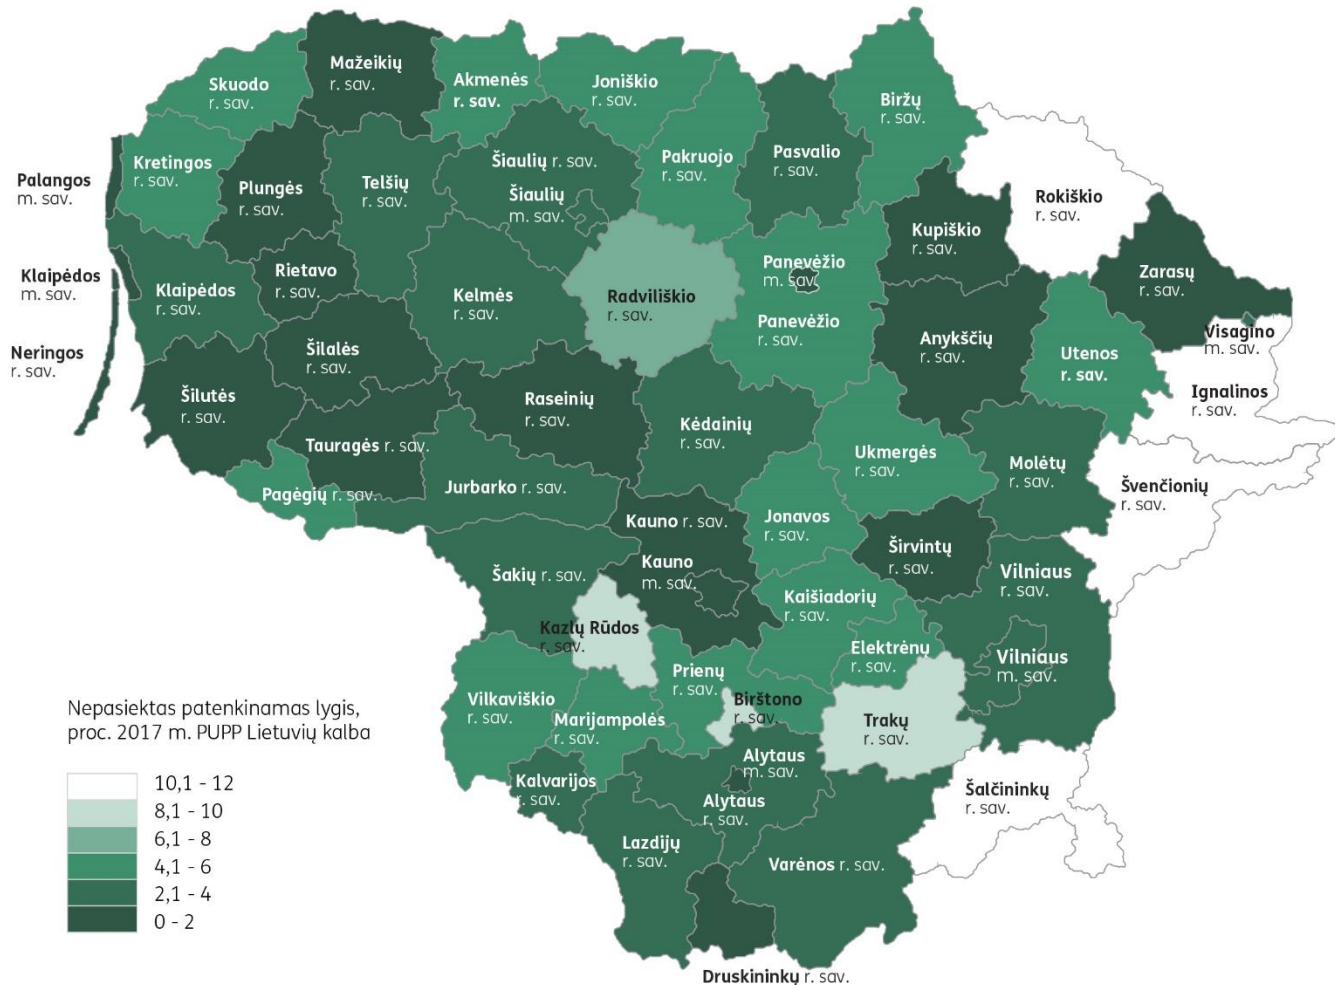 Mažeikių
r. sav.
Skuodo
r. sav.
Akmenės
r. sav.
Joniškio
r. sav.
Biržų
r. sav.
Kretingos
r. sav.
Palangos
m. sav.
Plungės
r. sav.
Telšių
r. sav.
Šiaulių r. sav.
Šiaulių
m. sav.
Pakruojo
r. sav.
Pasvalio
r. sav.
Rokiškio
r. sav.
Kupiškio
r. sav.
Zarasų
r. sav.
Klaipėdos
m. sav.
Klaipėdos
r. sav.
Rietavo
r. sav.
Kelmės
r. sav.
Radviliškio
r. sav.
Panevėžio
m. sav.
Panevėžio
r. sav.
Anykščių
r. sav.
Utenos
r. sav.
Visagino
m. sav.
Ignalinos
r. sav.
Neringos
r. sav.
Šilutės
r. sav.
Šilalės
r. sav.
Raseinių
r. sav.
Kėdainių
r. sav.
Tauragės r. sav.
Ukmergės
r. sav.
Molėtų
r. sav.
Švenčionių
r. sav.
Pagėgių r. sav.
Jurbarko r. sav.
Kauno r. sav.
Kauno
m. sav.
Jonavos
r. sav.
Širvintų
r. sav.
Vilniaus
r. sav.
Šakių r. sav.
Kaišiadorių
r. sav.
Kazlų Rūdos
r. sav.
Elektrėnų
r. sav.
Vilniaus
m. sav.
Prienų
r. sav.
Birštono
r. sav.
Vilkaviškio
r. sav.
Marijampolės
r. sav.
Trakų
r. sav.
Kalvarijos
r. sav.
Alytaus
m. sav.
Alytaus
r. sav.
Šalčininkų
r. sav.
Lazdijų
r. sav.
Varėnos r. sav.
Druskininkų r. sav.
Nepasiektas patenkinamas lygis,
proc. 2017 m. PUPP Lietuvių kalba
10,1 - 12
8,1 - 10
6,1 - 8
4,1 - 6
2,1 - 4
0 - 2